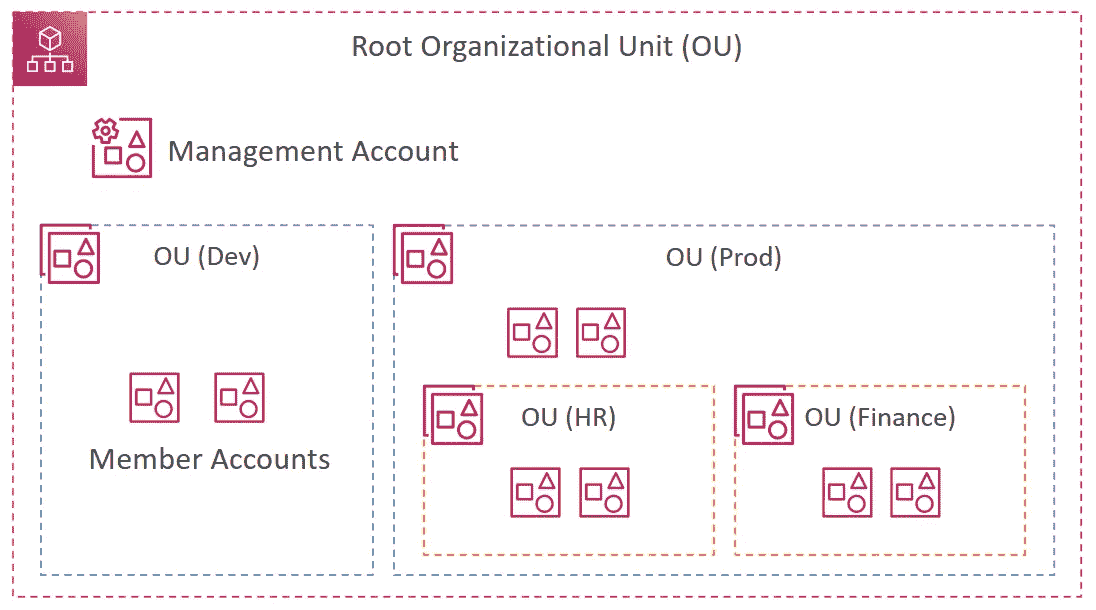 Root Organizational Unit (OU)
Management Account
OU (Dev)
OU (Prod)
OU (HR)
OU (Finance)
Member Accounts